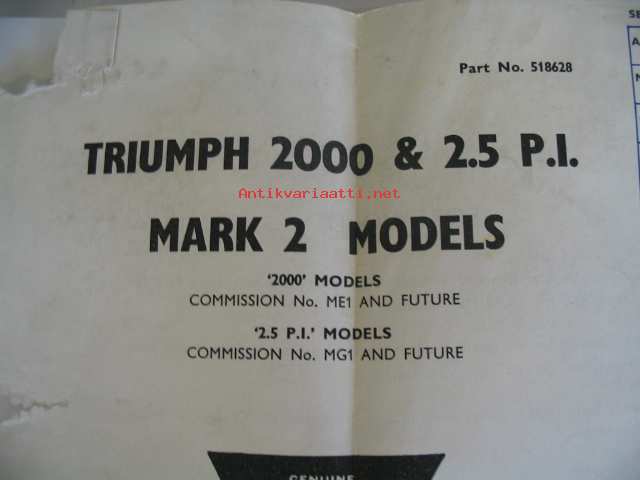 SE
Part No. 518628
TRIUMPH 2000 & 2.5 P.I.
Antikvariaatti.net
MARK 2 MODELS
'2000' MODELS
COMMISSION No. ME1 AND FUTURE
'2.5 P.I.' MODELS
COMMISSION No. MG1 AND FUTURE
GENUINE